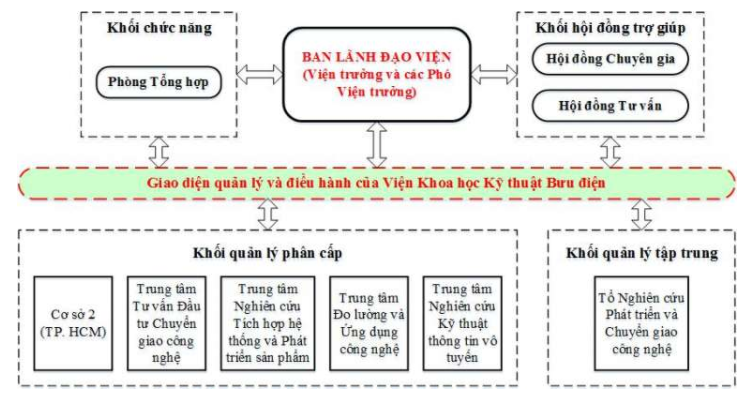 Khối chức năng
Phòng Tổng hợp
BAN LÃNH ĐẠO VIỆN
(Viện trưởng và các Phó
Viện trưởng)
Khối hội đồng trợ giúp
Hội đồng Chuyên gia
Hội đồng Tư vấn
Giao diện quản lý và điều hành của Viện Khoa học Kỹ thuật Bưu điện
Khối quản lý phân cấp
Cơ sở 2
(TP. HCM)
Trung tâm
Tư vấn Đầu
tư Chuyển
giao công
nghệ
Trung tâm
Nghiên cứu
Tích hợp hệ
thống và Phát
triển sản phẩm
Trung tâm
Đo lường và
Ứng dụng
công nghệ
Trung tâm
Nghiên cứu
Kỹ thuật
thông tin vô
tuyến
Khối quản lý tập trung
Tổ Nghiên cứu
Phát triển và
Chuyển giao
công nghệ